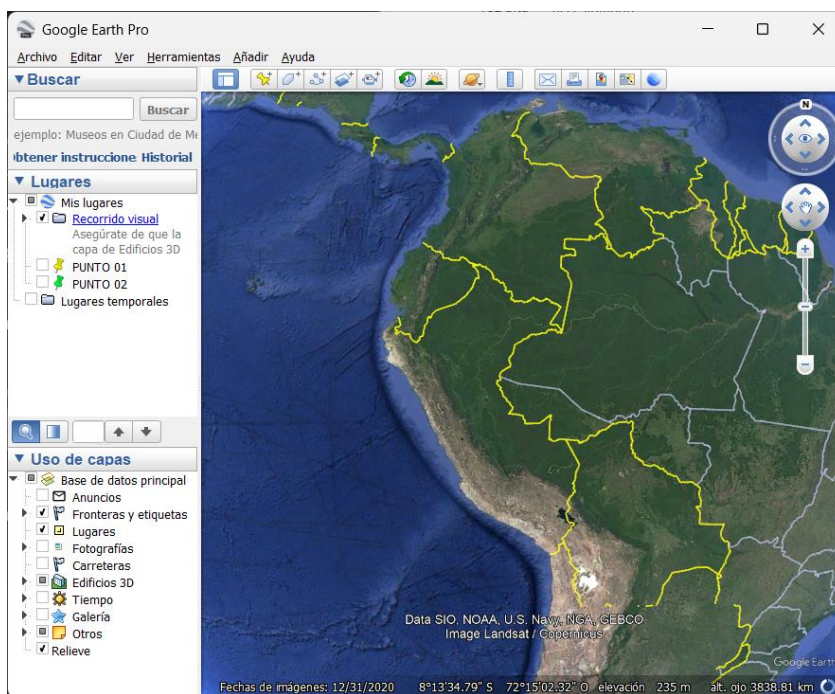 Google Earth Pro
Archivo Editar Ver Herramientas Añadir Ayuda
Buscar
Buscar
ejemplo: Museos en Ciudad de Mé
btener instruccione Historial
Lugares
Mis lugares
Recorrido visual
Asegúrate de que la
capa de Edificios 3D
PUNTO 01
PUNTO 02
Lugares temporales
Uso de capas
Base de datos principal
Anuncios
Fronteras y etiquetas
Lugares
Fotografías
Carreteras
Edificios 3D
Tiempo
Galería
Otros
Relieve
N
Data SIO, NOAA, U.S. Navy, NGA, GEBCO
Image Landsat / Copernicus
Google Earth
Fechas de imágenes: 12/31/2020 8°13'34.79" S 72°15'02.32" O elevación 235 m alt. ojo 3838.81 km